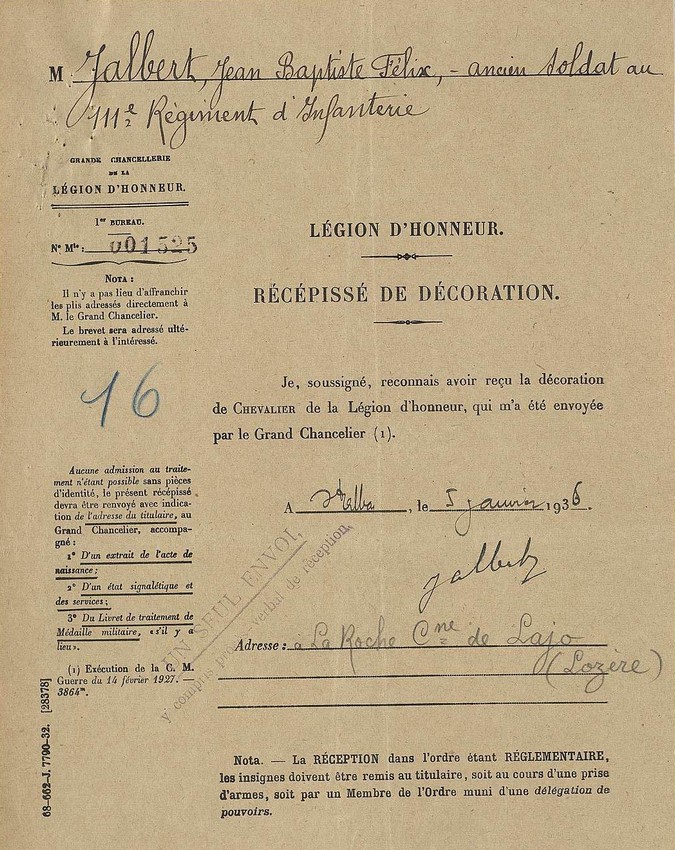 M Jalbert, Jean Baptiste Félix, - ancien soldat au
111e Régiment d'Infanterie
GRANDE CHANCELLERIE
DE LA
LÉGION D'HONNEUR.
1er BUREAU.
No Mle: 001525
NOTA :
Il n'y a pas lieu d'affranchir
les plis adressés directement à
M. le Grand Chancelier.
Le brevet sera adressé ulté-
rieurement à l'intéressé.
16
LÉGION D'HONNEUR.
RÉCÉPISSÉ DE DÉCORATION.
Je, soussigné, reconnais avoir reçu la décoration
de CHEVALIER de la Légion d'honneur, qui m'a été envoyée
par le Grand Chancelier (1).
A St Alban, le 5 janvier 1936.
Jalbert
Adresse : à La Roche Cne de Lajo
(Lozère)
Aucune admission au traite-
ment n'étant possible sans pièces
d'identité, le présent récépissé
devra être renvoyé avec indica-
tion de l'adresse du titulaire, au
Grand Chancelier, accompa-
gné :
1° D'un extrait de l'acte de
naissance;
2° D'un état signalétique et
des services;
3° Du Livret de traitement de
Médaille militaire, «s'il y a
lieu».
(1) Exécution de la C. M.
Guerre du 14 février 1927. —
3864m.
UN SEUL ENVOI,
y compris procès verbal de réception
68-662-J. 7790-32. [28378]
Nota. — La RÉCEPTION dans l'ordre étant RÉGLEMENTAIRE,
les insignes doivent être remis au titulaire, soit au cours d'une prise
d'armes, soit par un Membre de l'Ordre muni d'une délégation de
pouvoirs.